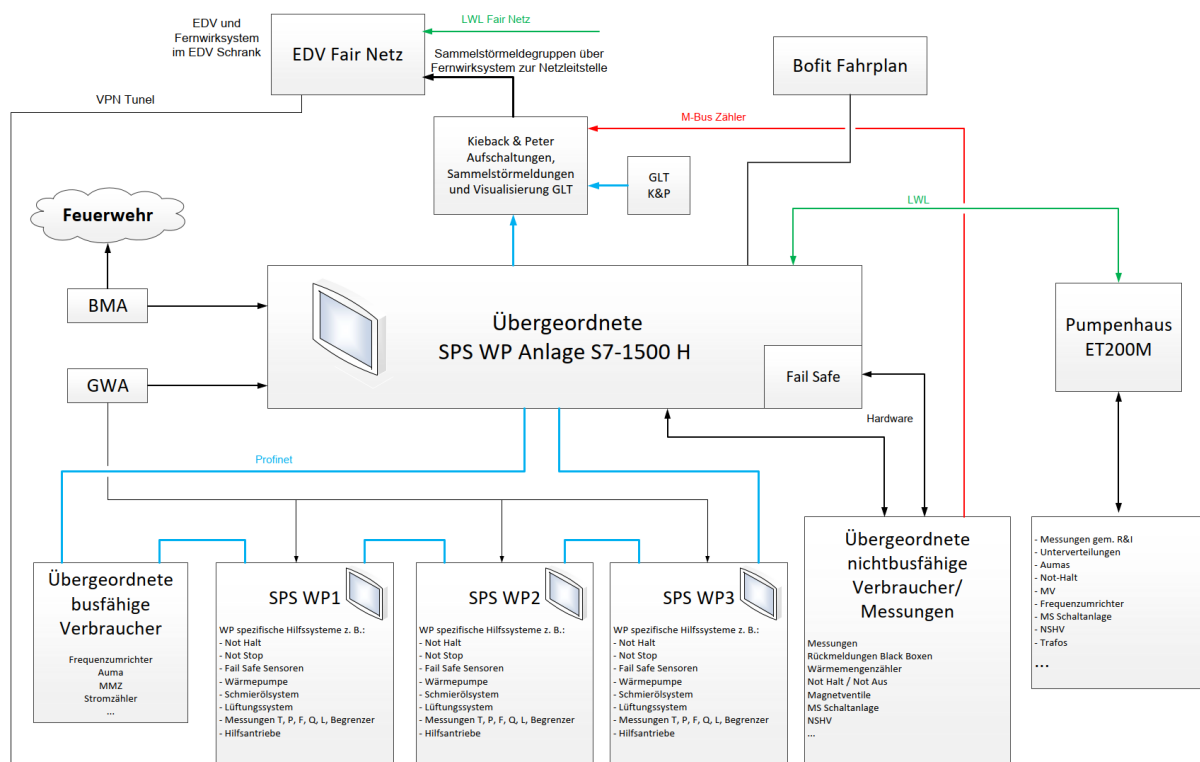 EDV und
Fernwirksystem
im EDV Schrank
EDV Fair Netz
LWL Fair Netz
Sammelstörmeldegruppen über
Fernwirksystem zur Netzleitstelle
Bofit Fahrplan
VPN Tunel
M-Bus Zähler
Kieback & Peter
Aufschaltungen,
Sammelstörmeldungen
und Visualisierung GLT
GLT
K&P
LWL
Feuerwehr
BMA
GWA
Übergeordnete
SPS WP Anlage S7-1500 H
Fail Safe
Pumpenhaus
ET200M
Hardware
Profinet
Übergeordnete
busfähige
Verbraucher
Frequenzumrichter
Auma
MMZ
Stromzähler
...
SPS WP1
WP spezifische Hilfssysteme z. B.:
- Not Halt
- Not Stop
- Fail Safe Sensoren
- Wärmepumpe
- Schmierölsystem
- Lüftungssystem
- Messungen T, P, F, Q, L, Begrenzer
- Hilfsantriebe
SPS WP2
WP spezifische Hilfssysteme z. B.:
- Not Halt
- Not Stop
- Fail Safe Sensoren
- Wärmepumpe
- Schmierölsystem
- Lüftungssystem
- Messungen T, P, F, Q, L, Begrenzer
- Hilfsantriebe
SPS WP3
WP spezifische Hilfssysteme z. B.:
- Not Halt
- Not Stop
- Fail Safe Sensoren
- Wärmepumpe
- Schmierölsystem
- Lüftungssystem
- Messungen T, P, F, Q, L, Begrenzer
- Hilfsantriebe
Übergeordnete
nichtbusfähige
Verbraucher/
Messungen
Messungen
Rückmeldungen Black Boxen
Wärmemengenzähler
Not Halt / Not Aus
Magnetventile
MS Schaltanlage
NSHV
...
- Messungen gem. R&I
- Unterverteilungen
- Aumas
- Not-Halt
- MV
- Frequenzumrichter
- MS Schaltanlage
- NSHV
- Trafos
...